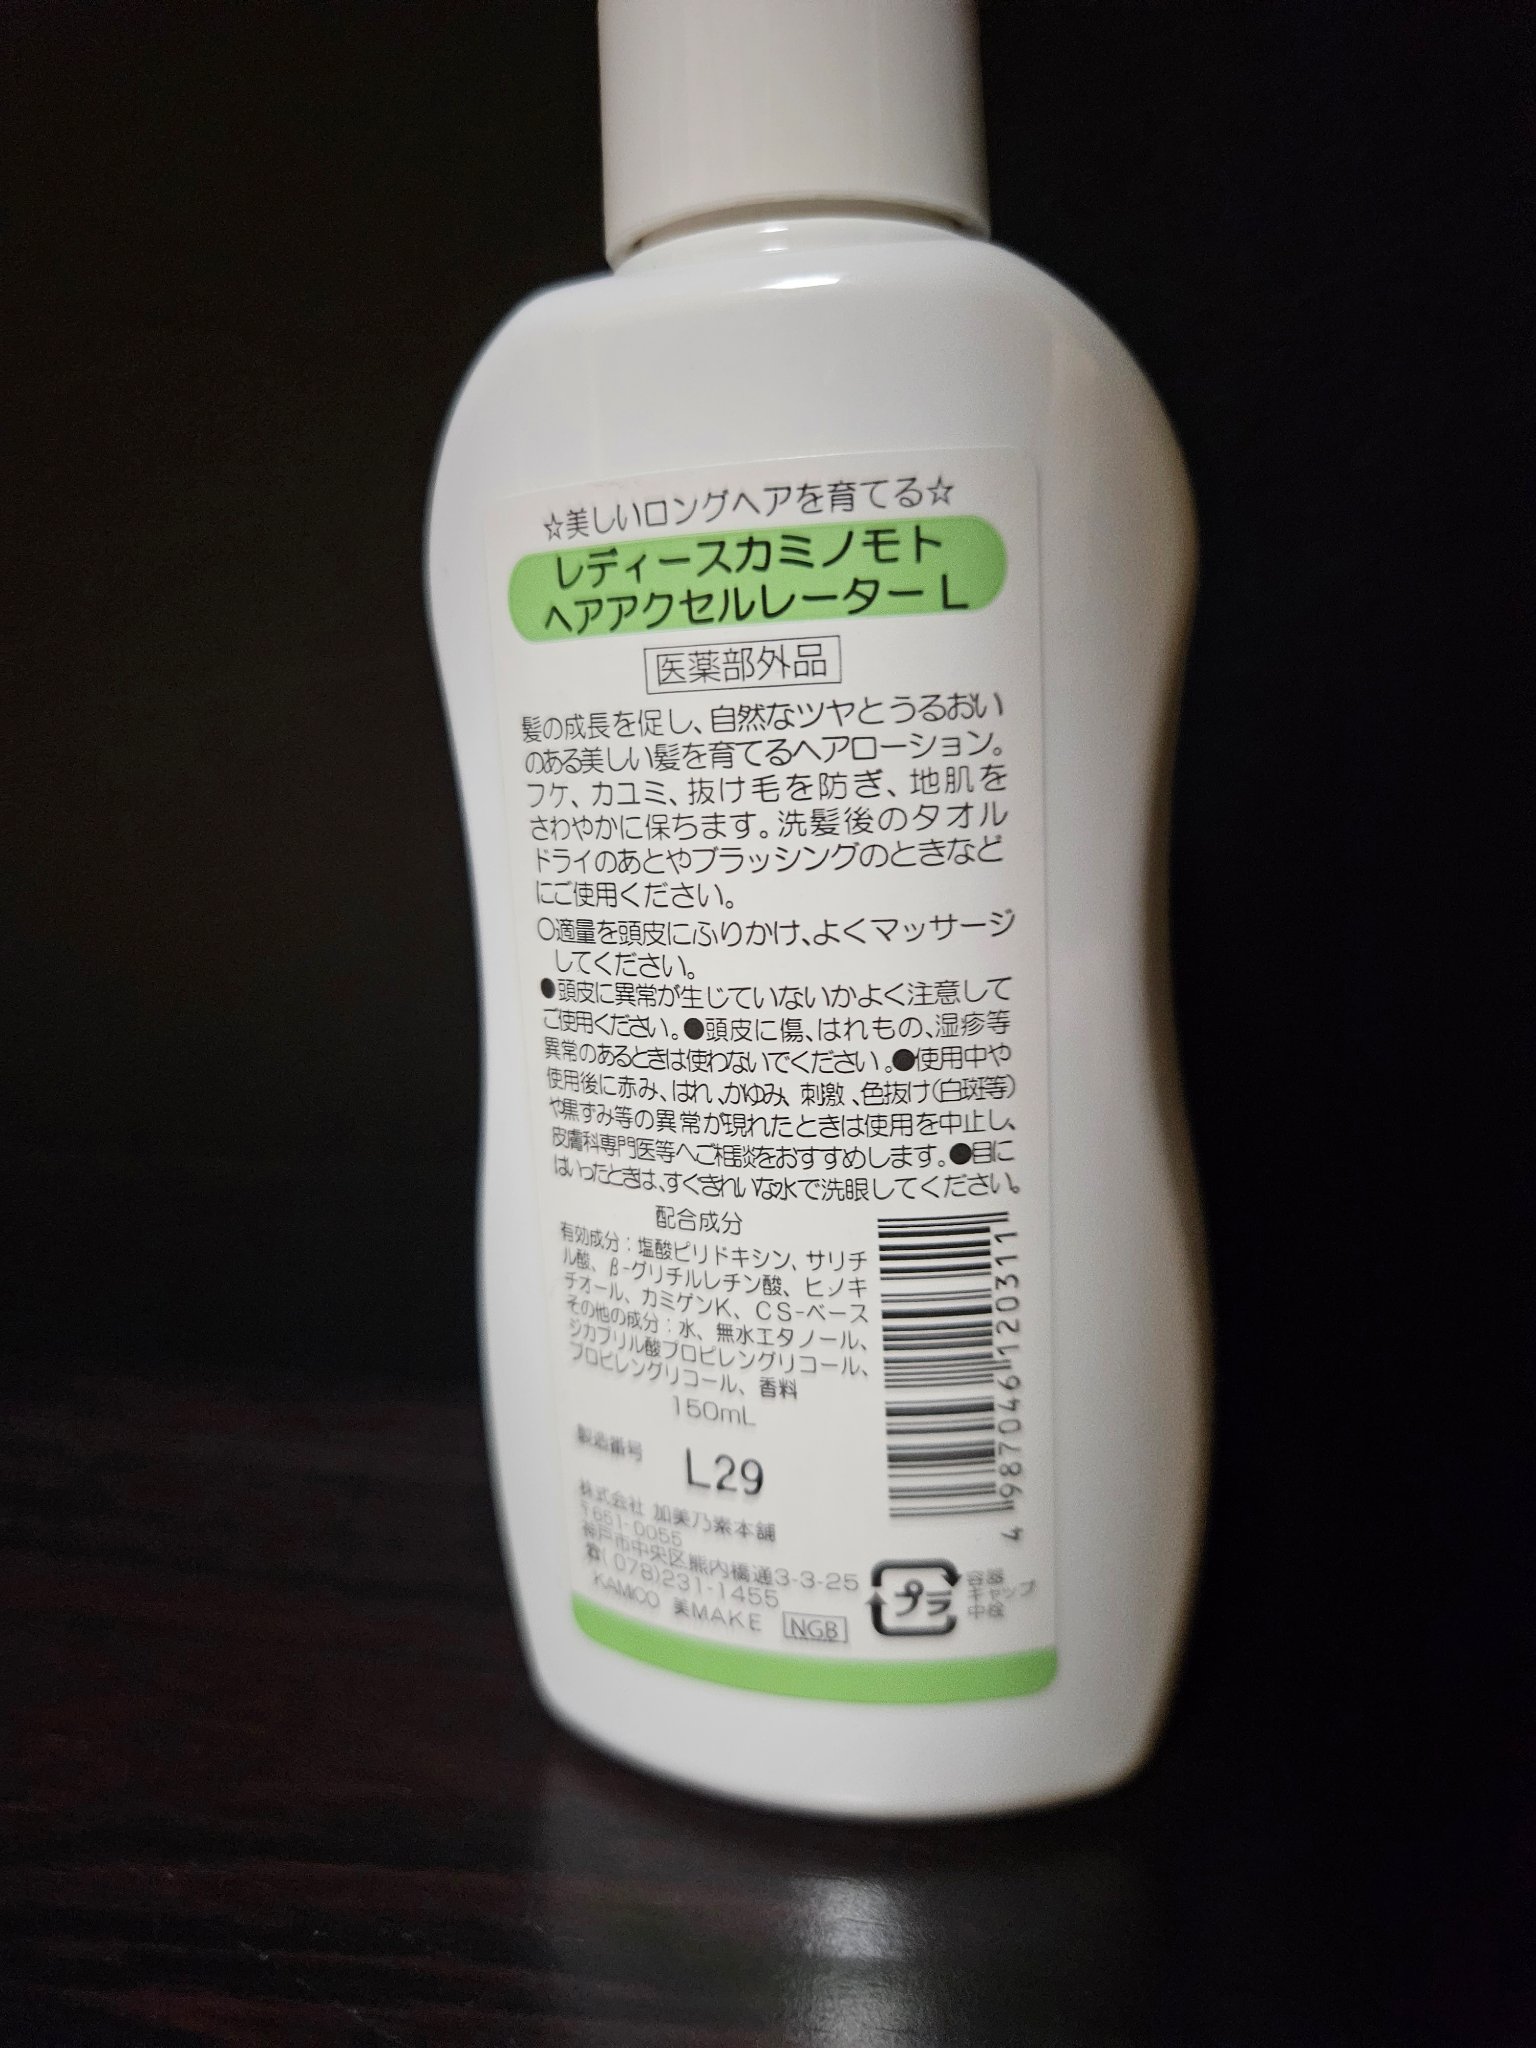 ☆美しいロングヘアを育てる☆
レディースカミノモト
ヘアアクセルレーターL
医薬部外品
髪の成長を促し、自然なツヤとうるおい
のある美しい髪を育てるヘアローション。
フケ、カユミ、抜け毛を防ぎ、地肌を
さわやかに保ちます。洗髪後のタオル
ドライのあとやブラッシングのときなど
にご使用ください。
○適量を頭皮にふりかけ、よくマッサージ
してください。
●頭皮に異常が生じていないかよく注意して
ご使用ください。●頭皮に傷、はれもの、湿疹等
異常のあるときは使わないでください。●使用中や
使用後に赤み、はれ、かゆみ、刺激、色抜け(白斑等)
や黒ずみ等の異常が現れたときは使用を中止し、
皮膚科専門医等へご相談をおすすめします。●目に
はいったときは、すぐきれいな水で洗眼してください。
配合成分
有効成分：塩酸ピリドキシン、サリチ
ル酸、β-グリチルレチン酸、ヒノキ
チオール、カミゲンK、CS-ベース
その他の成分：水、無水エタノール、
ジカプリル酸プロピレングリコール、
プロピレングリコール、香料
150mL
製造番号 L29
株式会社 加美乃素本舗
〒651-0055
神戸市中央区熊内橋通3-3-25
☎(078)231-1455
KAMICO 美MAKE NGB
4 987046 120311
プラ
容器
キャップ
中栓